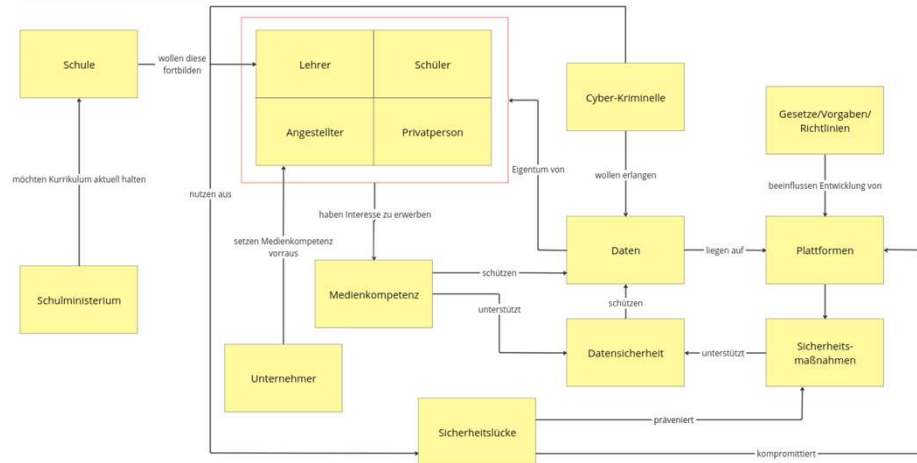 Schule
wollen diese
fortbilden
Lehrer
Schüler
Angestellter
Privatperson
Cyber-Kriminelle
Gesetze/Vorgaben/
Richtlinien
möchten Kurrikulum aktuell halten
nutzen aus
Eigentum von
wollen erlangen
beeinflussen Entwicklung von
haben Interesse zu erwerben
setzen Medienkompetenz
vorraus
Daten
liegen auf
Plattformen
Schulministerium
Medienkompetenz
schützen
unterstützt
schützen
Unternehmer
Datensicherheit
unterstützt
Sicherheits-
maßnahmen
Sicherheitslücke
präveniert
kompromittiert